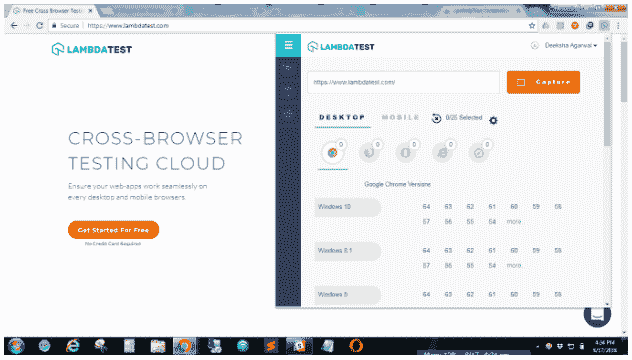 Free Cross Browser Testi
Secure https://www.lambdatest.com
LAMBDATEST
CROSS-BROWSER
TESTING CLOUD
Ensure your web-apps work seamlessly on
every desktop and mobile browsers.
Get Started For Free
No Credit Card Required
LAMBDATEST
Deeksha Agarwal
https://www.lambdatest.com/
Capture
DESKTOP MOBILE 0/25 Selected
0 0 0 0 0
Google Chrome Versions
Windows 10 64 63 62 61 60 59 58
57 56 55 54 more
Windows 8.1 64 63 62 61 60 59 58
57 56 55 54 more
Windows 8 64 63 62 61 60 59 58
4:34 PM